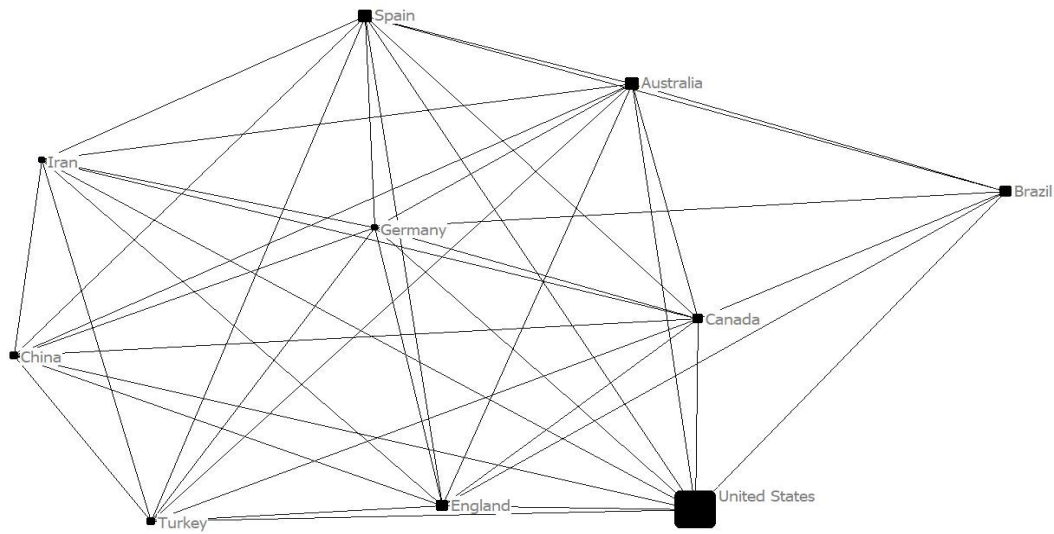 Spain
Australia
Iran
Brazil
Germany
Canada
China
United States
England
Turkey